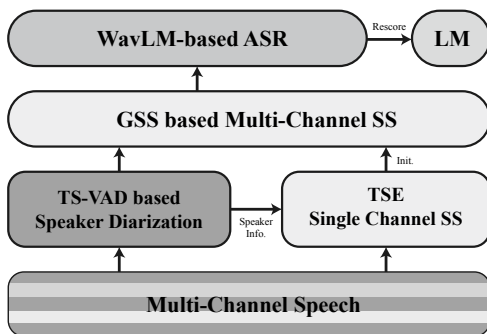 WavLM-based ASR
Rescore
LM
GSS based Multi-Channel SS
Init.
TS-VAD based
Speaker Diarization
Speaker
Info.
TSE
Single Channel SS
Multi-Channel Speech